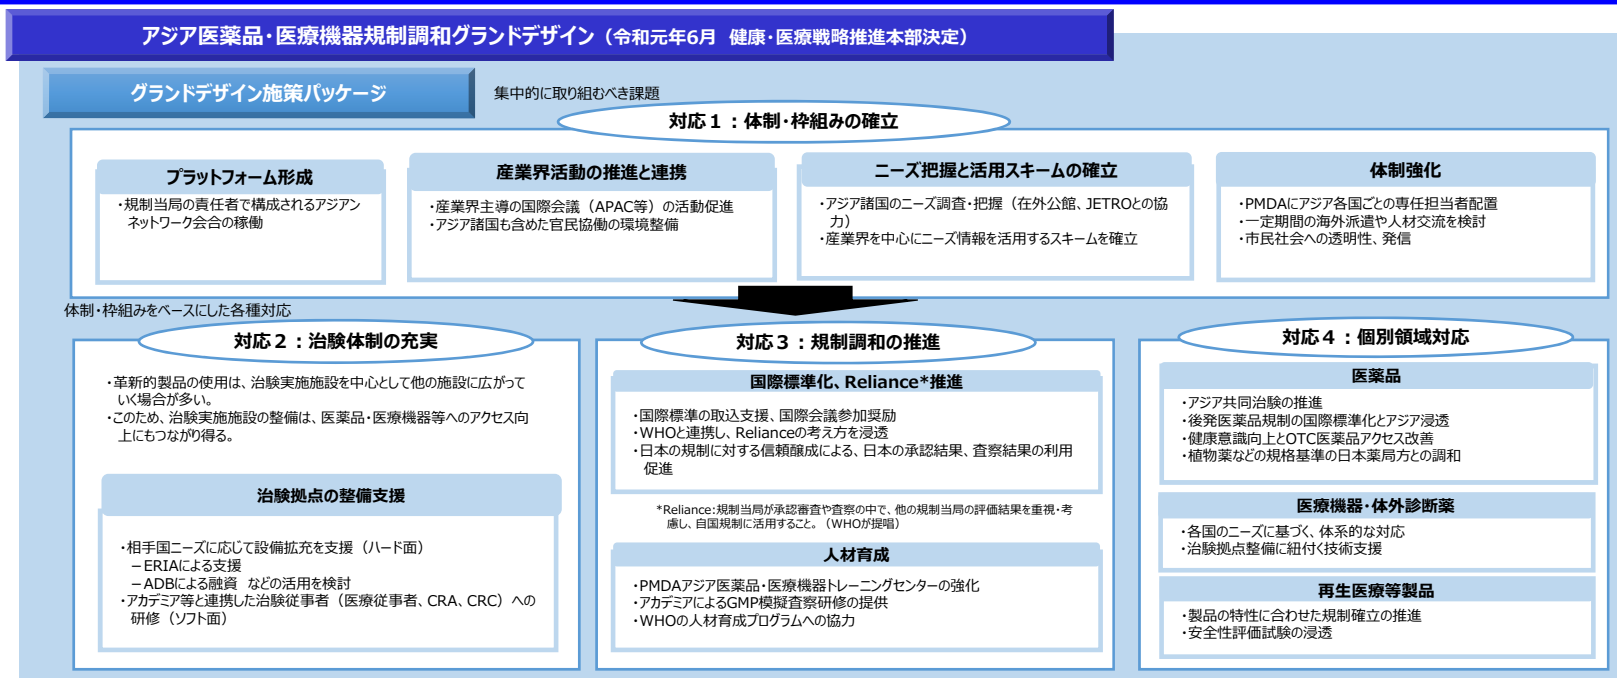 アジア医薬品・医療機器規制調和グランドデザイン（令和元年6月 健康・医療戦略推進本部決定）
グランドデザイン施策パッケージ
集中的に取り組むべき課題
対応１：体制・枠組みの確立
プラットフォーム形成
・規制当局の責任者で構成されるアジアン
ネットワーク会合の稼働
産業界活動の推進と連携
・産業界主導の国際会議（APAC等）の活動促進
・アジア諸国も含めた官民協働の環境整備
ニーズ把握と活用スキームの確立
・アジア諸国のニーズ調査・把握（在外公館、JETROとの協
力）
・産業界を中心にニーズ情報を活用するスキームを確立
体制強化
・PMDAにアジア各国ごとの専任担当者配置
・一定期間の海外派遣や人材交流を検討
・市民社会への透明性、発信
体制・枠組みをベースにした各種対応
対応２：治験体制の充実
・革新的製品の使用は、治験実施施設を中心として他の施設に広がって
いく場合が多い。
・このため、治験実施施設の整備は、医薬品・医療機器等へのアクセス向
上にもつながり得る。
治験拠点の整備支援
・相手国ニーズに応じて設備拡充を支援（ハード面）
－ERIAによる支援
－ADBによる融資 などの活用を検討
・アカデミア等と連携した治験従事者（医療従事者、CRA、CRC）への
研修（ソフト面）
対応３：規制調和の推進
国際標準化、Reliance*推進
・国際標準の取込支援、国際会議参加奨励
・WHOと連携し、Relianceの考え方を浸透
・日本の規制に対する信頼醸成による、日本の承認結果、査察結果の利用
促進
*Reliance:規制当局が承認審査や査察の中で、他の規制当局の評価結果を重視・考
慮し、自国規制に活用すること。（WHOが提唱）
人材育成
・PMDAアジア医薬品・医療機器トレーニングセンターの強化
・アカデミアによるGMP模擬査察研修の提供
・WHOの人材育成プログラムへの協力
対応４：個別領域対応
医薬品
・アジア共同治験の推進
・後発医薬品規制の国際標準化とアジア浸透
・健康意識向上とOTC医薬品アクセス改善
・植物薬などの規格基準の日本薬局方との調和
医療機器・体外診断薬
・各国のニーズに基づく、体系的な対応
・治験拠点整備に紐付く技術支援
再生医療等製品
・製品の特性に合わせた規制確立の推進
・安全性評価試験の浸透